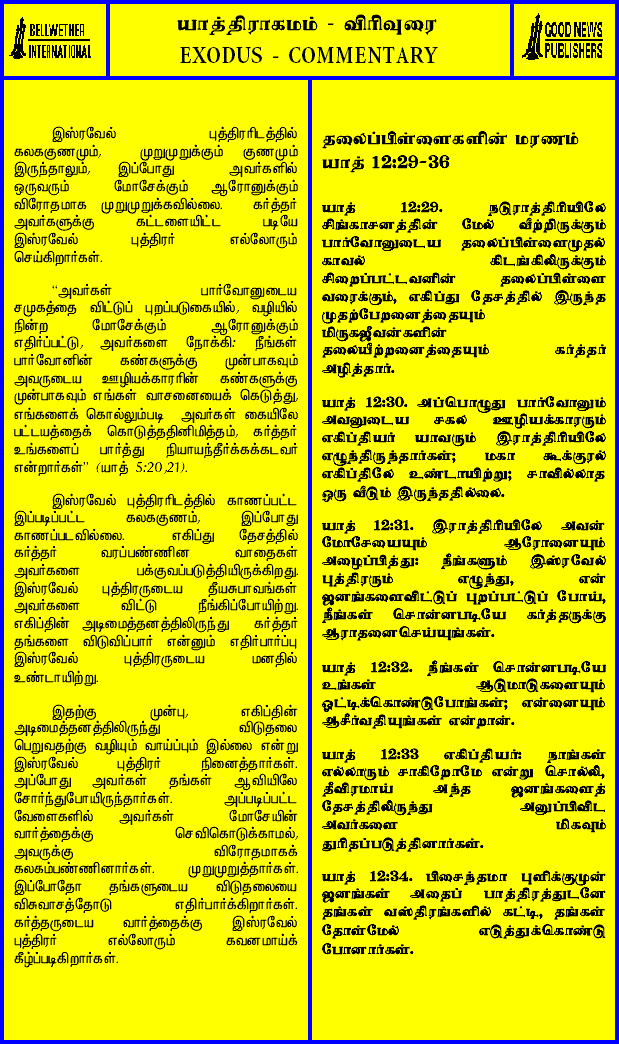 BELLWETHER
INTERNATIONAL
யாத்திராகமம் - விரிவுரை
EXODUS - COMMENTARY
GOOD NEWS
PUBLISHERS
இஸ்ரவேல் புத்திரரிடத்தில்
கலககுணமும், முறுமுறுக்கும் குணமும்
இருந்தாலும், இப்போது அவர்களில்
ஒருவரும் மோசேக்கும் ஆரோனுக்கும்
விரோதமாக முறுமுறுக்கவில்லை. கர்த்தர்
அவர்களுக்கு கட்டளையிட்ட படியே
இஸ்ரவேல் புத்திரர் எல்லோரும்
செய்கிறார்கள்.
“அவர்கள் பார்வோனுடைய
சமுகத்தை விட்டுப் புறப்படுகையில், வழியில்
நின்ற மோசேக்கும் ஆரோனுக்கும்
எதிர்ப்பட்டு, அவர்களை நோக்கி: நீங்கள்
பார்வோனின் கண்களுக்கு முன்பாகவும்
அவருடைய ஊழியக்காரரின் கண்களுக்கு
முன்பாகவும் எங்கள் வாசனையைக் கெடுத்து,
எங்களைக் கொல்லும்படி அவர்கள் கையிலே
பட்டயத்தைக் கொடுத்ததினிமித்தம், கர்த்தர்
உங்களைப் பார்த்து நியாயந்தீர்க்கக்கடவர்
என்றார்கள்” (யாத் 5:20,21).
இஸ்ரவேல் புத்திரரிடத்தில் காணப்பட்ட
இப்படிப்பட்ட கலககுணம், இப்போது
காணப்படவில்லை. எகிப்து தேசத்தில்
கர்த்தர் வரப்பண்ணின வாதைகள்
அவர்களை பக்குவப்படுத்தியிருக்கிறது.
இஸ்ரவேல் புத்திரருடைய தீயசுபாவங்கள்
அவர்களை விட்டு நீங்கிப்போயிற்று.
எகிப்தின் அடிமைத்தனத்திலிருந்து கர்த்தர்
தங்களை விடுவிப்பார் என்னும் எதிர்பார்ப்பு
இஸ்ரவேல் புத்திரருடைய மனதில்
உண்டாயிற்று.
இதற்கு முன்பு, எகிப்தின்
அடிமைத்தனத்திலிருந்து விடுதலை
பெறுவதற்கு வழியும் வாய்ப்பும் இல்லை என்று
இஸ்ரவேல் புத்திரர் நினைத்தார்கள்.
அப்போது அவர்கள் தங்கள் ஆவியிலே
சோர்ந்துபோயிருந்தார்கள். அப்படிப்பட்ட
வேளைகளில் அவர்கள் மோசேயின்
வார்த்தைக்கு செவிகொடுக்காமல்,
அவருக்கு விரோதமாகக்
கலகம்பண்ணினார்கள். முறுமுறுத்தார்கள்.
இப்போதோ தங்களுடைய விடுதலையை
விசுவாசத்தோடு எதிர்பார்க்கிறார்கள்.
கர்த்தருடைய வார்த்தைக்கு இஸ்ரவேல்
புத்திரர் எல்லோரும் கவனமாய்க்
கீழ்ப்படிகிறார்கள்.
தலைப்பிள்ளைகளின் மரணம்
யாத் 12:29-36
யாத் 12:29. நடுராத்திரியிலே
சிங்காசனத்தின் மேல் வீற்றிருக்கும்
பார்வோனுடைய தலைப்பிள்ளைமுதல்
காவல் கிடங்கிலிருக்கும்
சிறைப்பட்டவனின் தலைப்பிள்ளை
வரைக்கும், எகிப்து தேசத்தில் இருந்த
முதற்பேறனைத்தையும்
மிருகஜீவன்களின்
தலையீற்றனைத்தையும் கர்த்தர்
அழித்தார்.
யாத் 12:30. அப்பொழுது பார்வோனும்
அவனுடைய சகல ஊழியக்காரரும்
எகிப்தியர் யாவரும் இராத்திரியிலே
எழுந்திருந்தார்கள்; மகா கூக்குரல்
எகிப்திலே உண்டாயிற்று; சாவில்லாத
ஒரு வீடும் இருந்ததில்லை.
யாத் 12:31. இராத்திரியிலே அவன்
மோசேயையும் ஆரோனையும்
அழைப்பித்து: நீங்களும் இஸ்ரவேல்
புத்திரரும் எழுந்து, என்
ஜனங்களைவிட்டுப் புறப்பட்டுப் போய்,
நீங்கள் சொன்னபடியே கர்த்தருக்கு
ஆராதனைசெய்யுங்கள்.
யாத் 12:32. நீங்கள் சொன்னபடியே
உங்கள் ஆடுமாடுகளையும்
ஓட்டிக்கொண்டுபோங்கள்; என்னையும்
ஆசீர்வதியுங்கள் என்றான்.
யாத் 12:33 எகிப்தியர்: நாங்கள்
எல்லாரும் சாகிறோமே என்று சொல்லி,
தீவிரமாய் அந்த ஜனங்களைத்
தேசத்திலிருந்து அனுப்பிவிட
அவர்களை மிகவும்
துரிதப்படுத்தினார்கள்.
யாத் 12:34. பிசைந்தமா புளிக்குமுன்
ஜனங்கள் அதைப் பாத்திரத்துடனே
தங்கள் வஸ்திரங்களில் கட்டி, தங்கள்
தோள்மேல் எடுத்துக்கொண்டு
போனார்கள்.